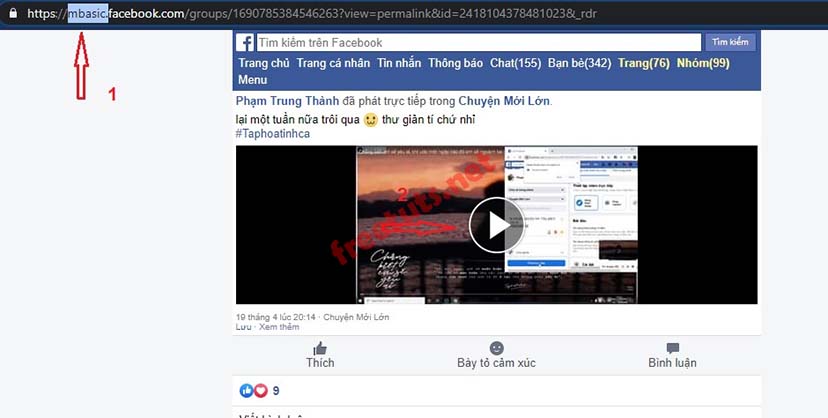 https://mbasic.facebook.com/groups/1690785384546263?view=permalink&id=2418104378481023&_rdr
1
Tìm kiếm trên Facebook
Tìm kiếm
Trang chủ Trang cá nhân Tin nhắn Thông báo Chat(155) Bạn bè(342) Trang(76) Nhóm(99)
Menu
Phạm Trung Thành đã phát trực tiếp trong Chuyện Mới Lớn.
lại một tuần nữa trôi qua 🙂 thư giãn tí chứ nhỉ
#Taphoatinhca
2
freetuts.net
19 tháng 4 lúc 20:14 · Chuyện Mới Lớn
Lưu · Xem thêm
Thích
Bày tỏ cảm xúc
Bình luận
9